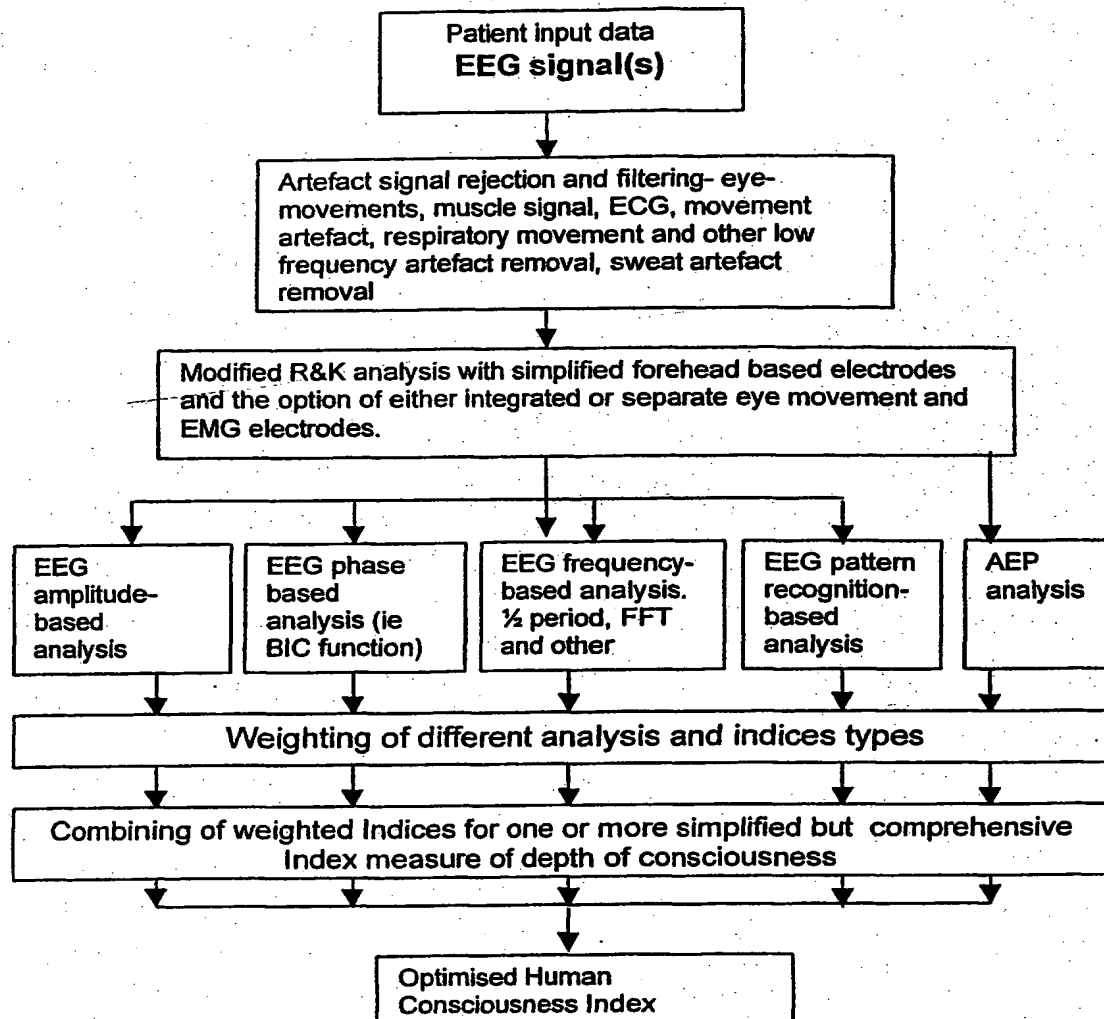 Patient input data
EEG signal(s)
Artefact signal rejection and filtering- eye-
movements, muscle signal, ECG, movement
artefact, respiratory movement and other low
frequency artefact removal, sweat artefact
removal
Modified R&K analysis with simplified forehead based electrodes
and the option of either integrated or separate eye movement and
EMG electrodes.
EEG
amplitude-
based
analysis
EEG phase
based
analysis (ie
BIC function)
EEG frequency-
based analysis.
½ period, FFT
and other
EEG pattern
recognition-
based
analysis
AEP
analysis
Weighting of different analysis and indices types
Combining of weighted Indices for one or more simplified but comprehensive
Index measure of depth of consciousness
Optimised Human
Consciousness Index